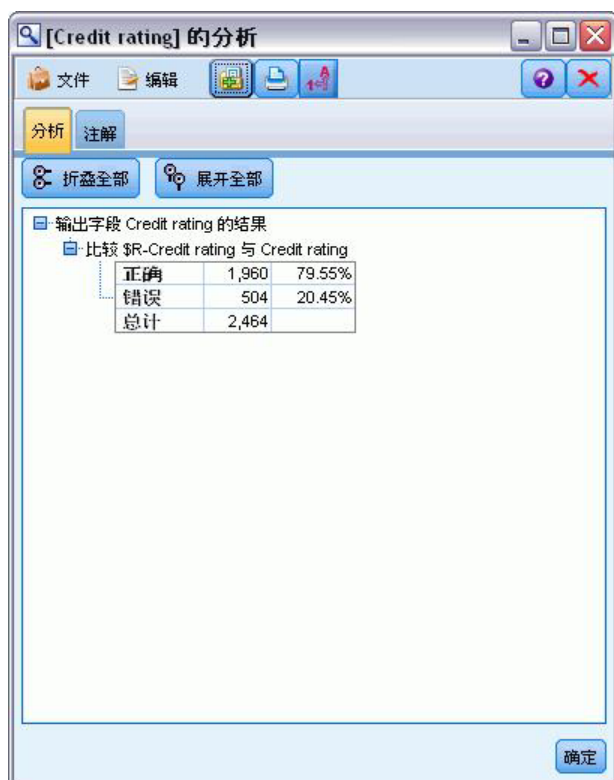 [Credit rating] 的分析
文件 编辑
分析 注解
折叠全部 展开全部
输出字段 Credit rating 的结果
比较 $R-Credit rating 与 Credit rating
正确 1,960 79.55%
错误 504 20.45%
总计 2,464
确定